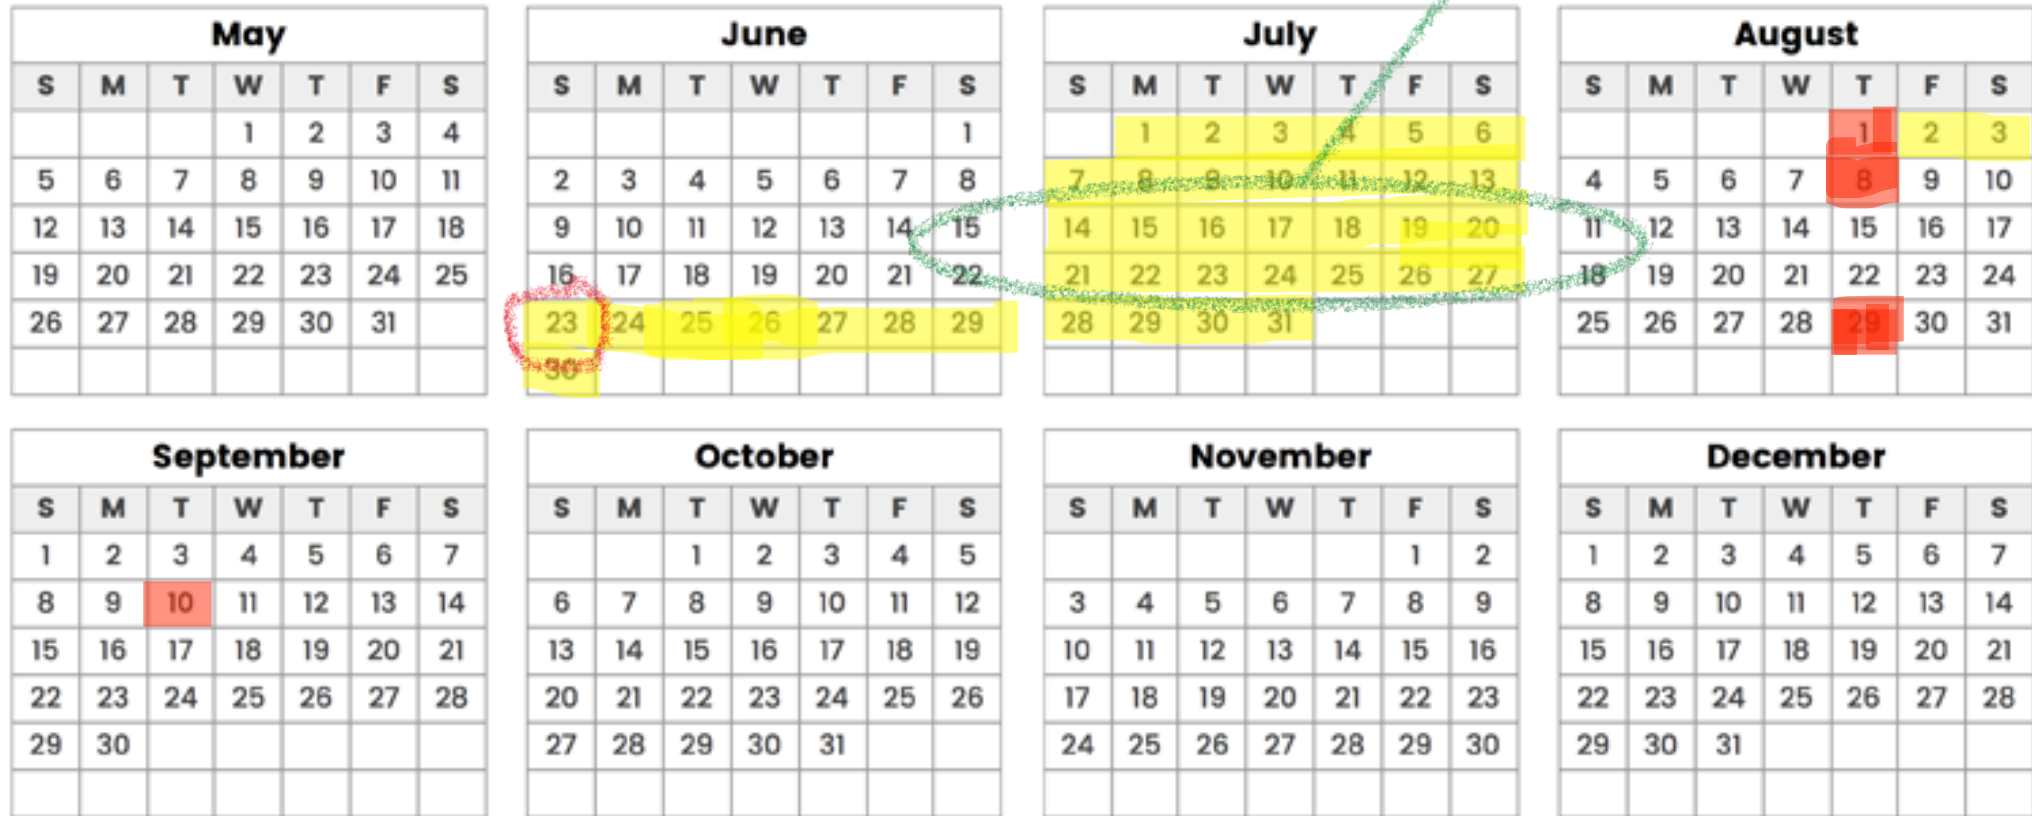 May June July August
S M T W T F S S M T W T F S S M T W T F S S M T W T F S
1 2 3 4 1 1 2 3 4 5 6 1 2 3
5 6 7 8 9 10 11 2 3 4 5 6 7 8 7 8 9 10 11 12 13 4 5 6 7 8 9 10
12 13 14 15 16 17 18 9 10 11 12 13 14 15 14 15 16 17 18 19 20 11 12 13 14 15 16 17
19 20 21 22 23 24 25 16 17 18 19 20 21 22 21 22 23 24 25 26 27 18 19 20 21 22 23 24
26 27 28 29 30 31 23 24 25 26 27 28 29 28 29 30 31 25 26 27 28 29 30 31
30
September October November December
S M T W T F S S M T W T F S S M T W T F S S M T W T F S
1 2 3 4 5 6 7 1 2 3 4 5 1 2 1 2 3 4 5 6 7
8 9 10 11 12 13 14 6 7 8 9 10 11 12 3 4 5 6 7 8 9 8 9 10 11 12 13 14
15 16 17 18 19 20 21 13 14 15 16 17 18 19 10 11 12 13 14 15 16 15 16 17 18 19 20 21
22 23 24 25 26 27 28 20 21 22 23 24 25 26 17 18 19 20 21 22 23 22 23 24 25 26 27 28
29 30 27 28 29 30 31 24 25 26 27 28 29 30 29 30 31